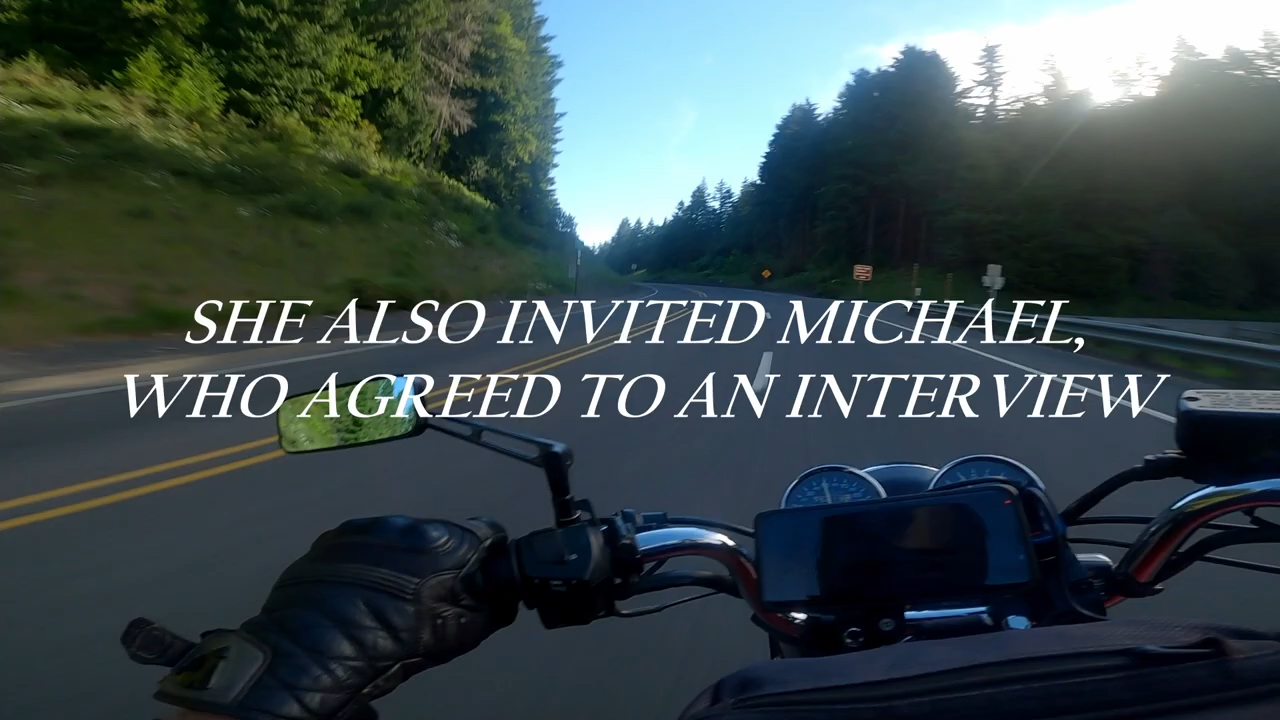 SHE ALSO INVITED MICHAEL,
WHO AGREED TO AN INTERVIEW